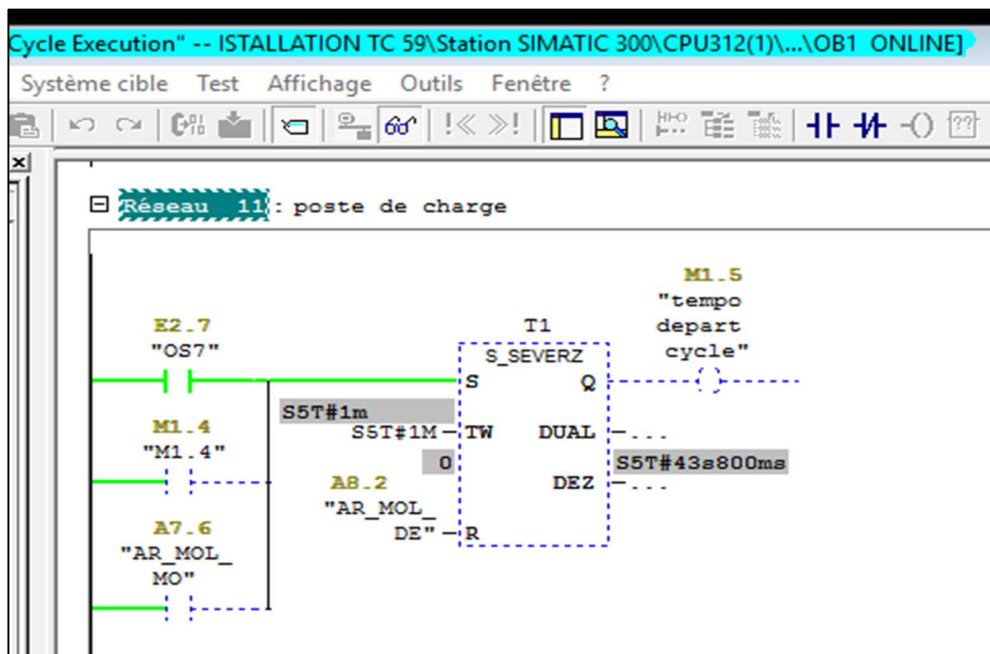 Cycle Execution" -- ISTALLATION TC 59\Station SIMATIC 300\CPU312(1)\...\OB1 ONLINE]
Système cible Test Affichage Outils Fenêtre ?
Réseau 11 : poste de charge
M1.5
"tempo
depart
cycle"
E2.7
"OS7"
T1
S_SEVERZ
S Q
S5T#1m
S5T#1M TW DUAL ...
M1.4
"M1.4"
0
S5T#43s800ms
A8.2
"AR_MOL_
DE" R
DEZ ...
A7.6
"AR_MOL_
MO"